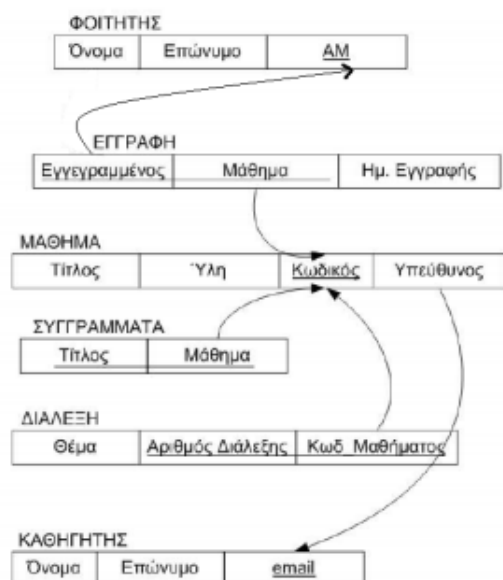 ΦΟΙΤΗΤΗΣ
Όνομα Επώνυμο ΑΜ
ΕΓΓΡΑΦΗ
Εγγεγραμμένος Μάθημα Ημ. Εγγραφής
ΜΑΘΗΜΑ
Τίτλος Ύλη Κωδικός Υπεύθυνος
ΣΥΓΓΡΑΜΜΑΤΑ
Τίτλος Μάθημα
ΔΙΑΛΕΞΗ
Θέμα Αριθμός Διάλεξης Κωδ_Μαθήματος
ΚΑΘΗΓΗΤΗΣ
Όνομα Επώνυμο email